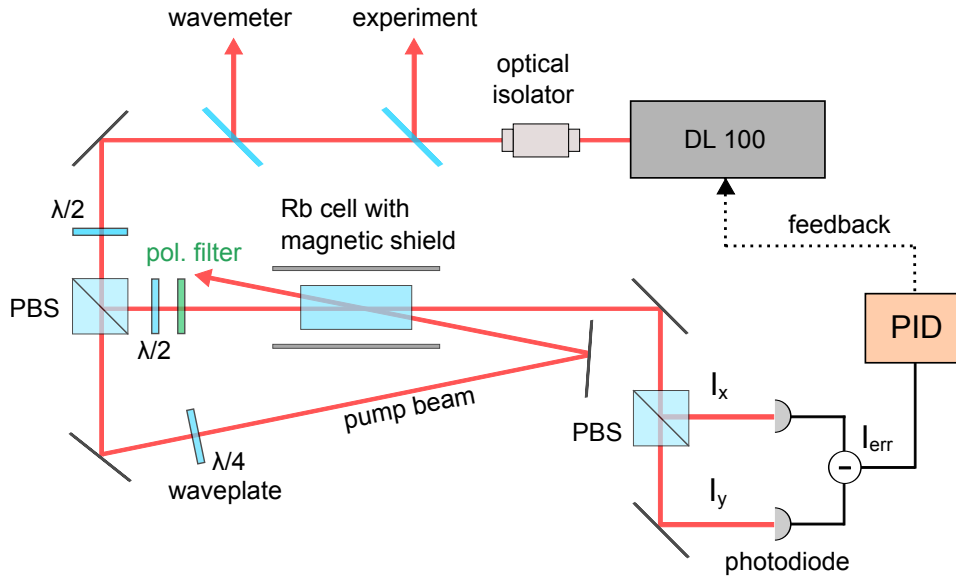 wavemeter
experiment
optical
isolator
DL 100
λ/2
Rb cell with
magnetic shield
feedback
pol. filter
PBS
λ/2
PID
pump beam
I_x
PBS
I_err
-
λ/4
waveplate
I_y
photodiode